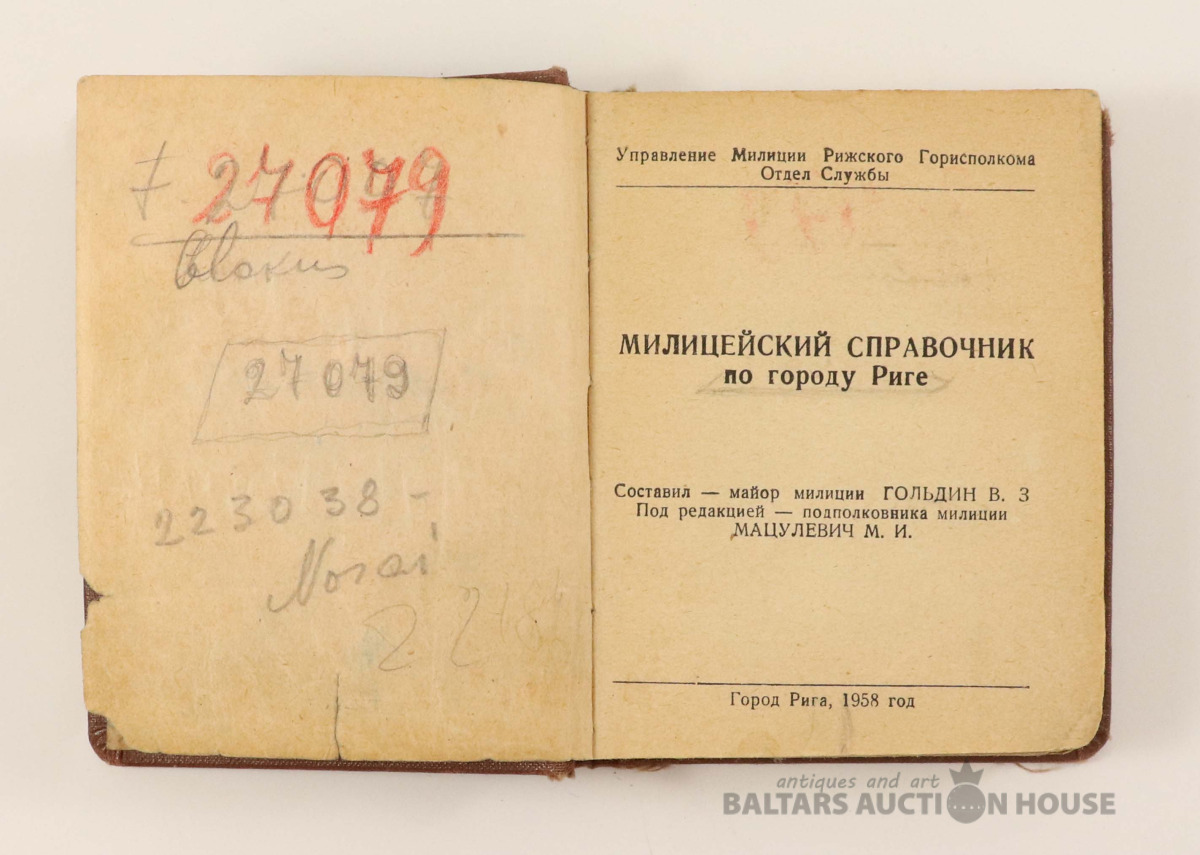 27079
27079
223038 -
Управление Милиции Рижского Горисполкома
Отдел Службы
МИЛИЦЕЙСКИЙ СПРАВОЧНИК
по городу Риге
Составил — майор милиции ГОЛЬДИН В. З
Под редакцией — подполковника милиции
МАЦУЛЕВИЧ М. И.
Город Рига, 1958 год
antiques and art
BALTARS AUCTION HOUSE